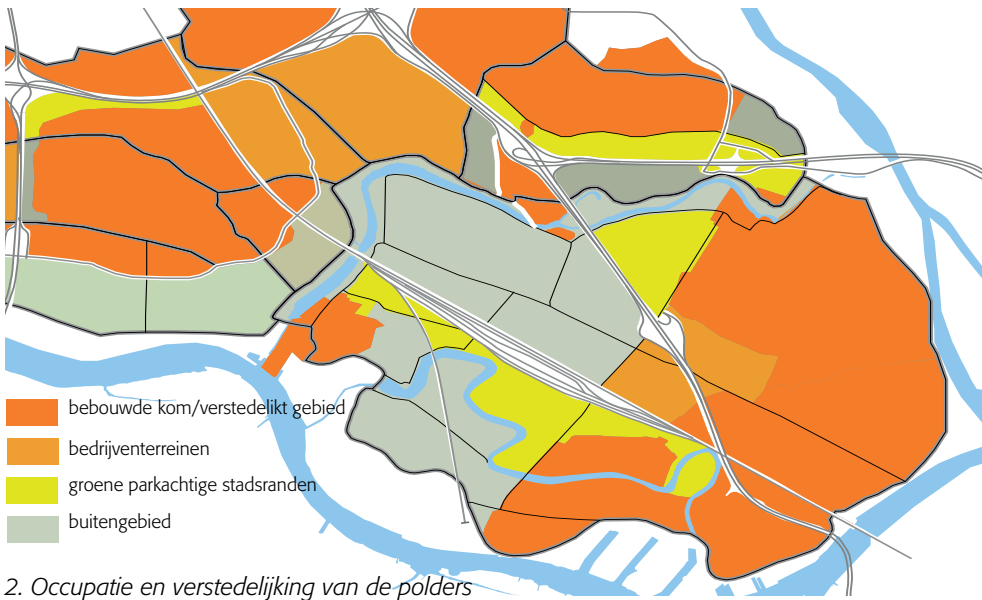 bebouwde kom/verstedelikt gebied
bedrijventerreinen
groene parkachtige stadsranden
buitengebied
2. Occupatie en verstedelijking van de polders